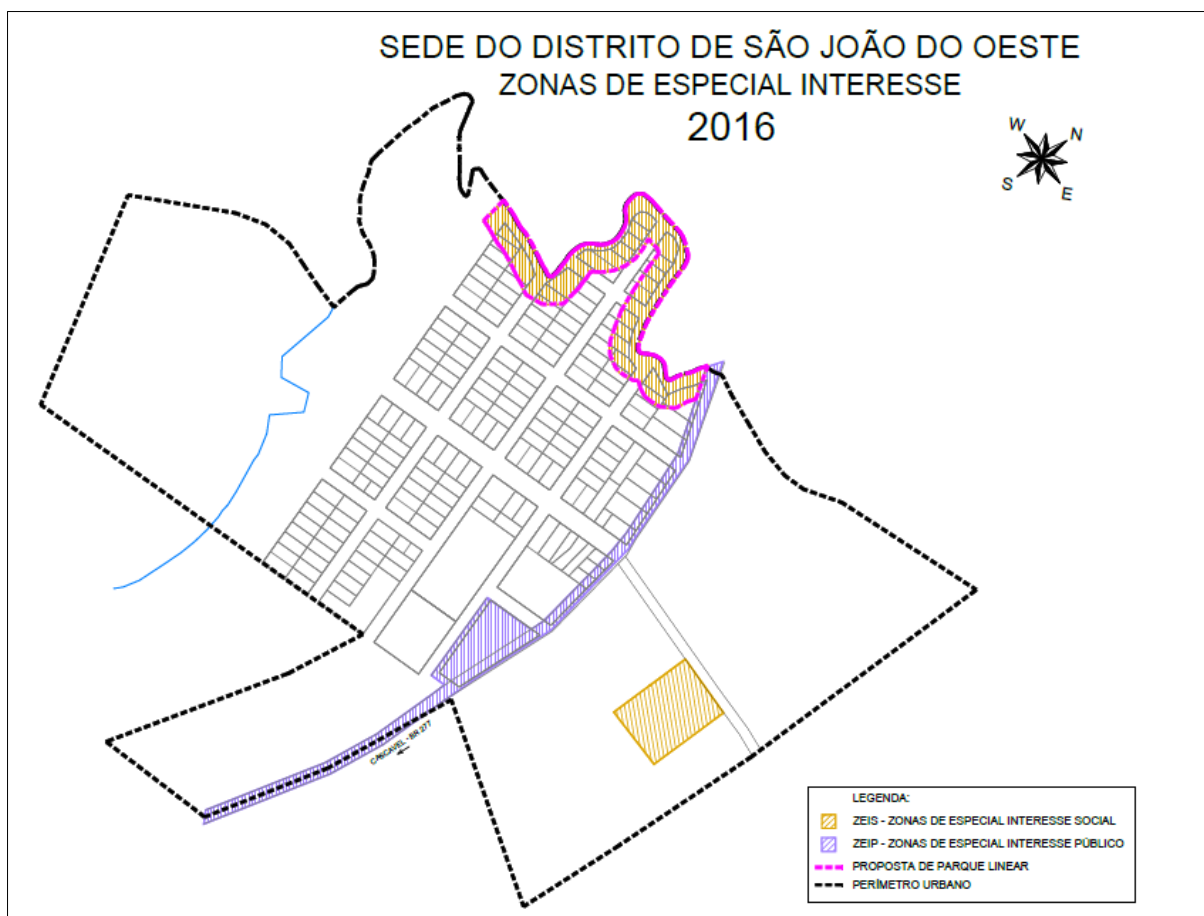 SEDE DO DISTRITO DE SÃO JOÃO DO OESTE
ZONAS DE ESPECIAL INTERESSE
2016
W
N
S
E
CASCAVEL - BR 277
LEGENDA:
ZEIS - ZONAS DE ESPECIAL INTERESSE SOCIAL
ZEIP - ZONAS DE ESPECIAL INTERESSE PÚBLICO
PROPOSTA DE PARQUE LINEAR
PERÍMETRO URBANO